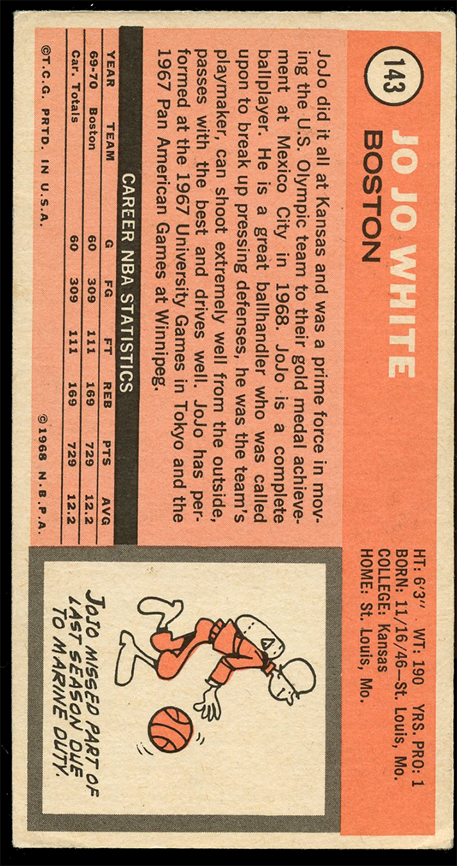 143
JO JO WHITE
BOSTON
HT: 6'3" WT: 190 YRS. PRO: 1
BORN: 11/16/46—St. Louis, Mo.
COLLEGE: Kansas
HOME: St. Louis, Mo.
JoJo did it all at Kansas and was a prime force in mov-
ing the U.S. Olympic team to their gold medal achieve-
ment at Mexico City in 1968. JoJo is a complete
ballplayer. He is a great ballhandler who was called
upon to break up pressing defenses, he was the team's
playmaker, can shoot extremely well from the outside,
passes with the best and drives well. JoJo has per-
formed at the 1967 University Games in Tokyo and the
1967 Pan American Games at Winnipeg.
CAREER NBA STATISTICS
YEAR TEAM G FG FT REB PTS AVG
69-70 Boston 60 309 111 169 729 12.2
Car. Totals 60 309 111 169 729 12.2
©T.C.G. PRTD. IN U.S.A. ©1968 N.B.P.A.
JOJO MISSED PART OF
LAST SEASON DUE
TO MARINE DUTY.